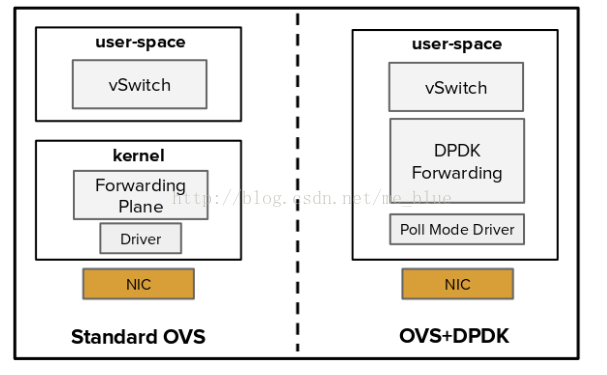 user-space
vSwitch
kernel
Forwarding
Plane
Driver
NIC
Standard OVS
user-space
vSwitch
DPDK
Forwarding
Poll Mode Driver
NIC
OVS+DPDK
http://blog.csdn.net/me_blue